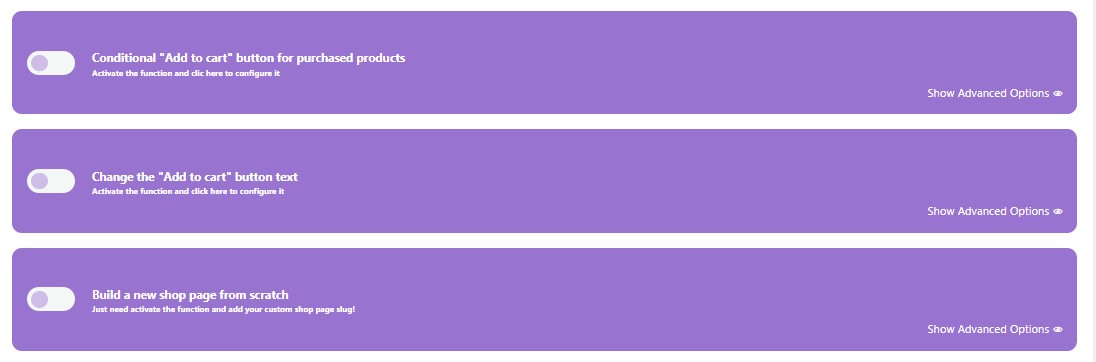 Conditional "Add to cart" button for purchased products
Activate the function and clic here to configure it
Show Advanced Options
Change the "Add to cart" button text
Activate the function and click here to configure it
Show Advanced Options
Build a new shop page from scratch
Just need activate the function and add your custom shop page slug!
Show Advanced Options